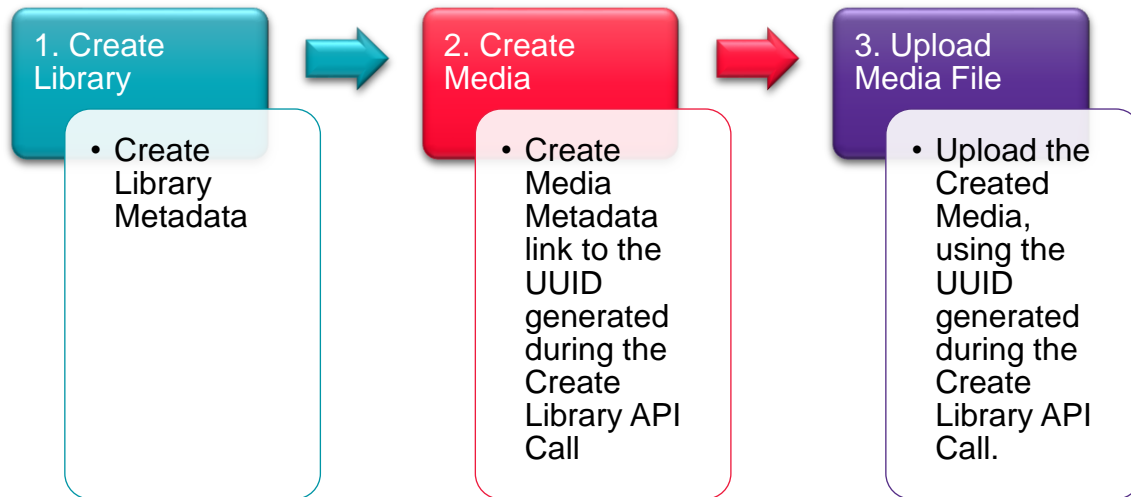 1. Create
Library
• Create
Library
Metadata
2. Create
Media
• Create
Media
Metadata
link to the
UUID
generated
during the
Create
Library API
Call
3. Upload
Media File
• Upload the
Created
Media,
using the
UUID
generated
during the
Create
Library API
Call.